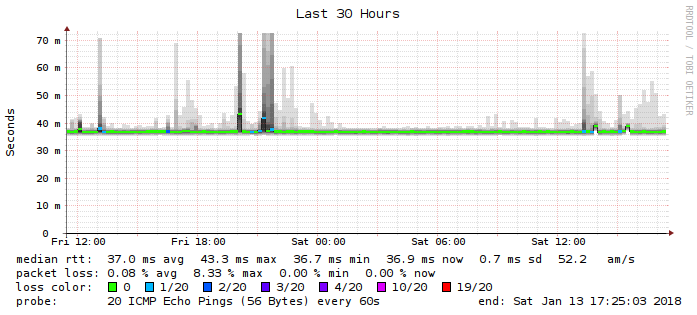 Last 30 Hours
RRDTOOL / TOBI OETIKER
Seconds
70 m
60 m
50 m
40 m
30 m
20 m
10 m
0
Fri 12:00 Fri 18:00 Sat 00:00 Sat 06:00 Sat 12:00
median rtt: 37.0 ms avg 43.3 ms max 36.7 ms min 36.9 ms now 0.7 ms sd 52.2 am/s
packet loss: 0.08 % avg 8.33 % max 0.00 % min 0.00 % now
loss color: 0 1/20 2/20 3/20 4/20 10/20 19/20
probe: 20 ICMP Echo Pings (56 Bytes) every 60s end: Sat Jan 13 17:25:03 2018